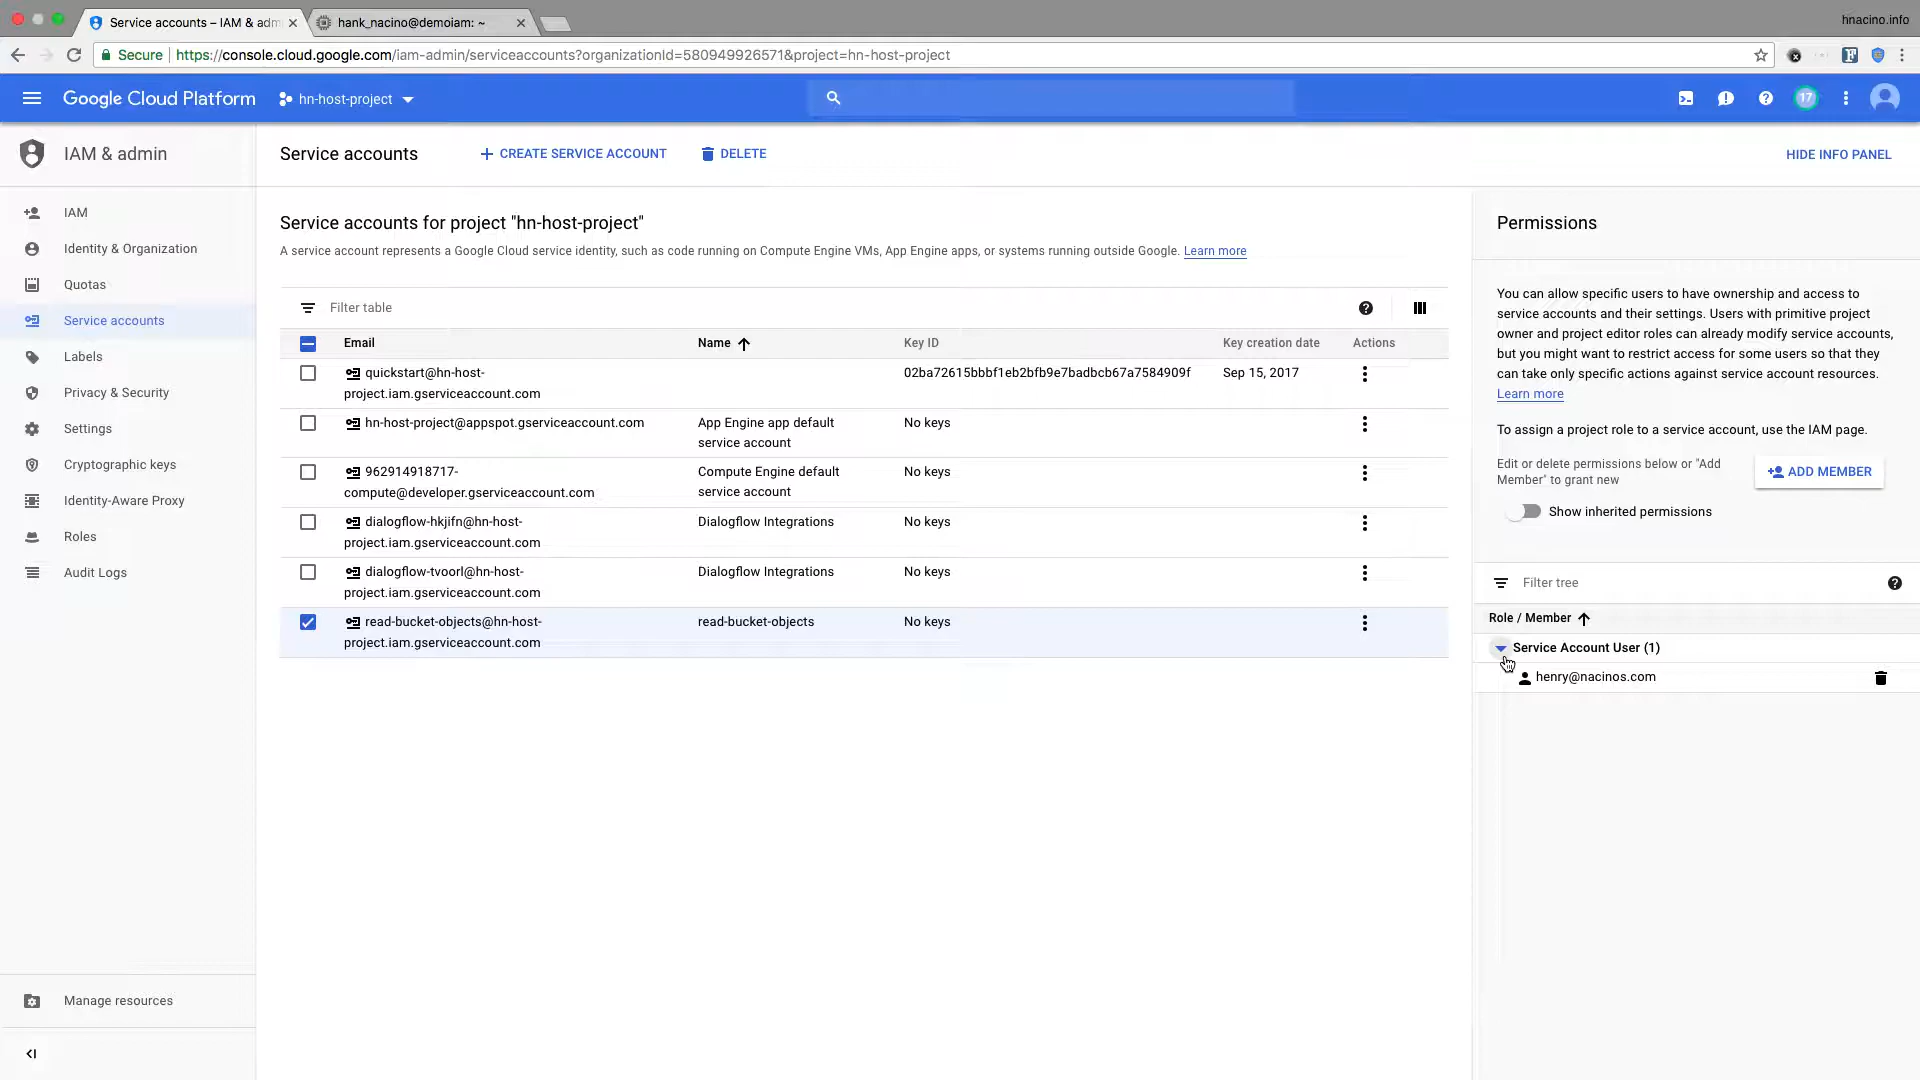 Service accounts – IAM & adm
hank_nacino@demoiam: ~
hnacino.info
Secure
https://console.cloud.google.com/iam-admin/serviceaccounts?organizationId=580949926571&project=hn-host-project
Google Cloud Platform
hn-host-project
17
IAM & admin
Service accounts
CREATE SERVICE ACCOUNT
DELETE
HIDE INFO PANEL
IAM
Identity & Organization
Quotas
Service accounts
Labels
Privacy & Security
Settings
Cryptographic keys
Identity-Aware Proxy
Roles
Audit Logs
Manage resources
Service accounts for project "hn-host-project"
A service account represents a Google Cloud service identity, such as code running on Compute Engine VMs, App Engine apps, or systems running outside Google. Learn more
Filter table
Email Name Key ID Key creation date Actions
quickstart@hn-host- 02ba72615bbbf1eb2bfb9e7badbcb67a7584909f Sep 15, 2017
project.iam.gserviceaccount.com
hn-host-project@appspot.gserviceaccount.com App Engine app default No keys
service account
962914918717- Compute Engine default No keys
compute@developer.gserviceaccount.com service account
dialogflow-hkjifn@hn-host- Dialogflow Integrations No keys
project.iam.gserviceaccount.com
dialogflow-tvoorl@hn-host- Dialogflow Integrations No keys
project.iam.gserviceaccount.com
read-bucket-objects@hn-host- read-bucket-objects No keys
project.iam.gserviceaccount.com
Permissions
You can allow specific users to have ownership and access to
service accounts and their settings. Users with primitive project
owner and project editor roles can already modify service accounts,
but you might want to restrict access for some users so that they
can take only specific actions against service account resources.
Learn more
To assign a project role to a service account, use the IAM page.
Edit or delete permissions below or "Add
Member" to grant new
ADD MEMBER
Show inherited permissions
Filter tree
Role / Member
Service Account User (1)
henry@nacinos.com